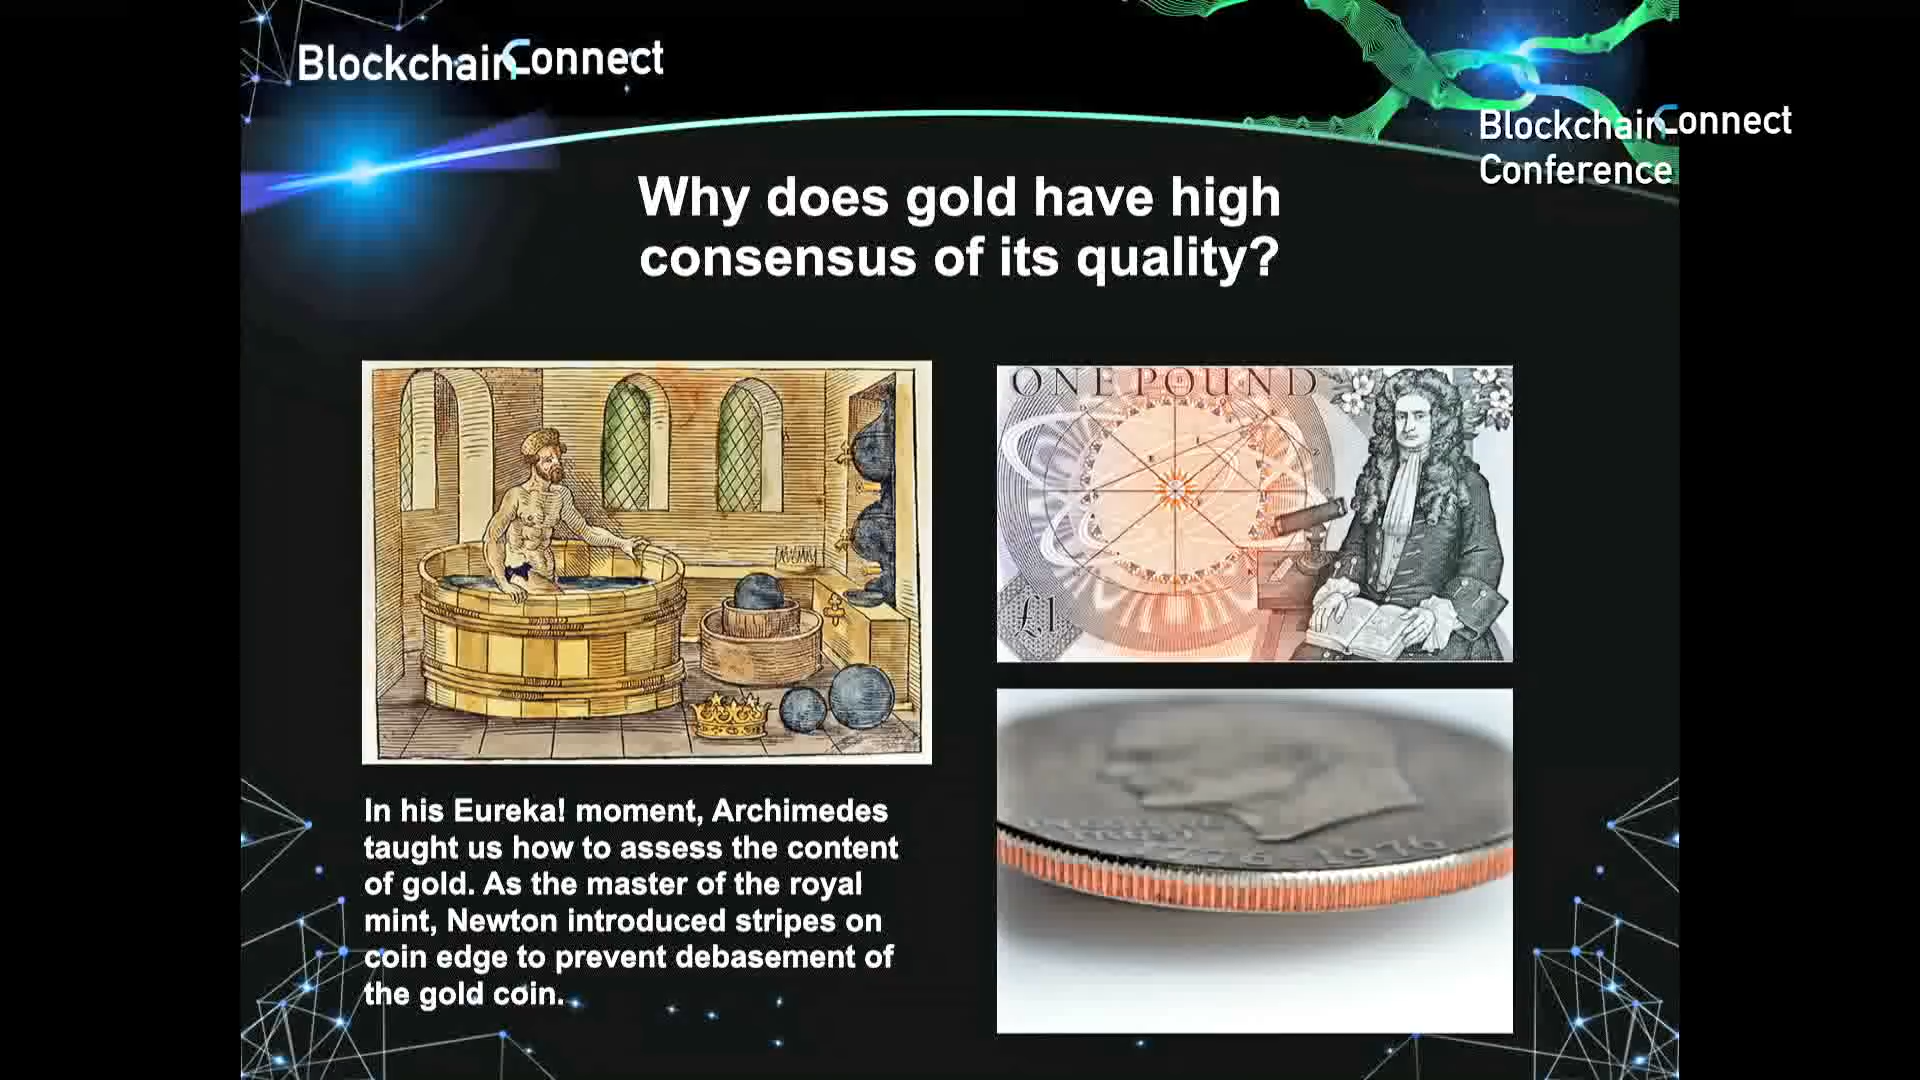 BlockchainConnect
BlockchainConnect
Conference
Why does gold have high
consensus of its quality?
ONE POUND
£1
1776-1976
In his Eureka! moment, Archimedes
taught us how to assess the content
of gold. As the master of the royal
mint, Newton introduced stripes on
coin edge to prevent debasement of
the gold coin.